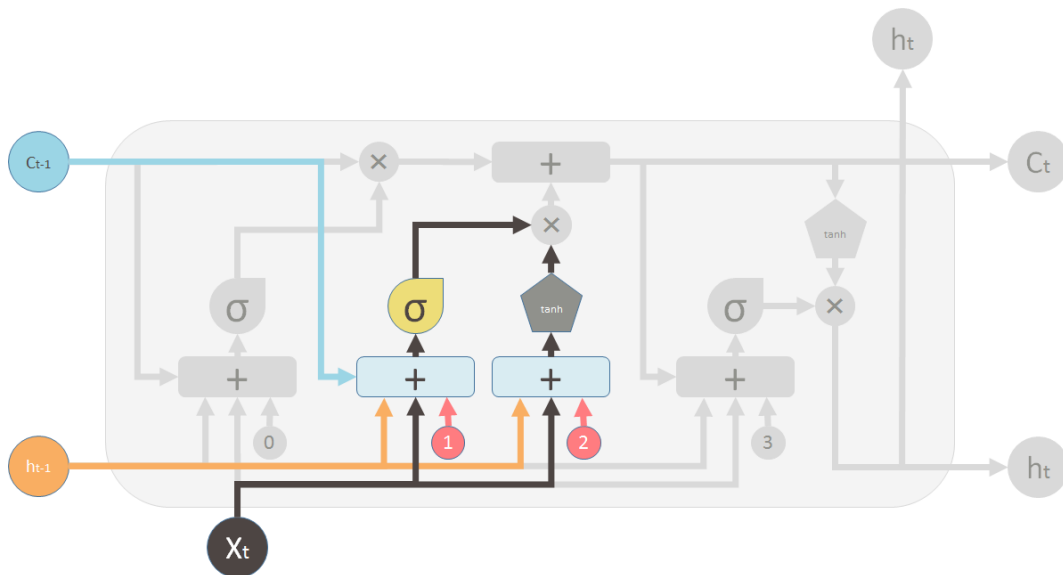 ht
Ct-1
×
+
Ct
×
tanh
σ
σ
tanh
σ
×
+
+
+
+
0
1
2
3
ht-1
ht
Xt